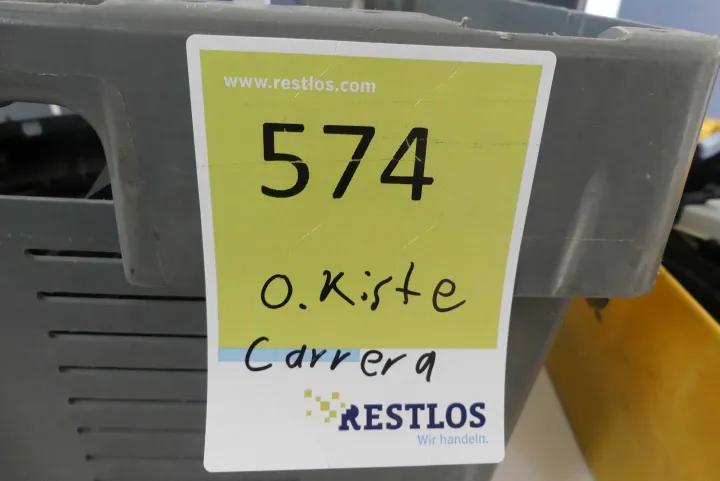 www.restlos.com
574
O. Kiste
Carrera
RESTLOS
Wir handeln.